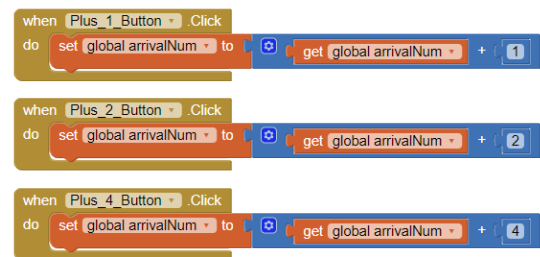 when Plus_1_Button .Click
do set global arrivalNum to get global arrivalNum + 1
when Plus_2_Button .Click
do set global arrivalNum to get global arrivalNum + 2
when Plus_4_Button .Click
do set global arrivalNum to get global arrivalNum + 4